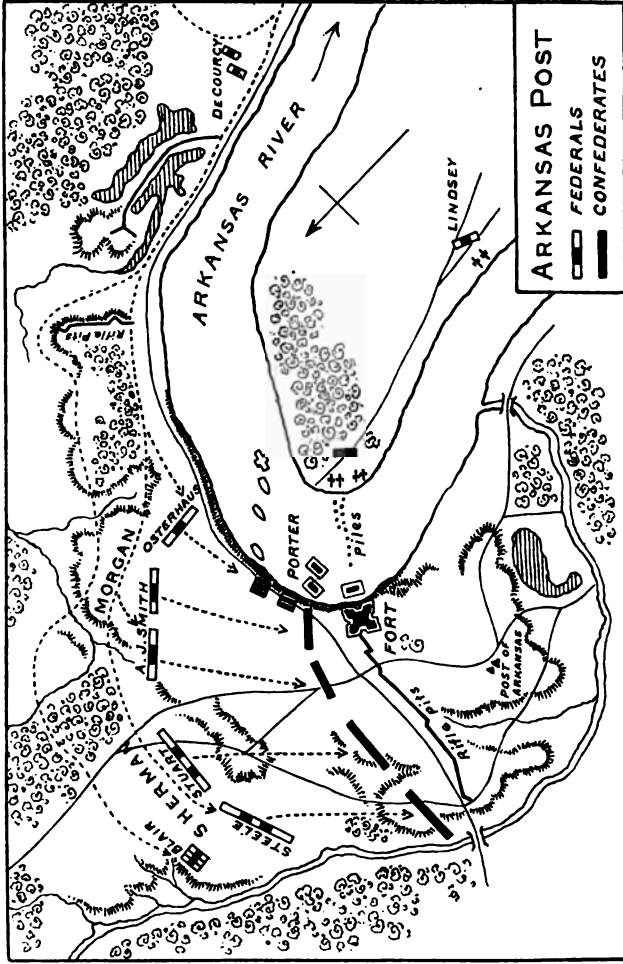 DE COURCY
ARKANSAS RIVER
LINDSEY
ARKANSAS POST
FEDERALS
CONFEDERATES
Rifle Pits
MORGAN
OSTERHAUS
A.J. SMITH
PORTER
Piles
FORT
SHERMA
STUART
STEELE
BLAIR
POST OF
ARKANSAS
Rifle Pits